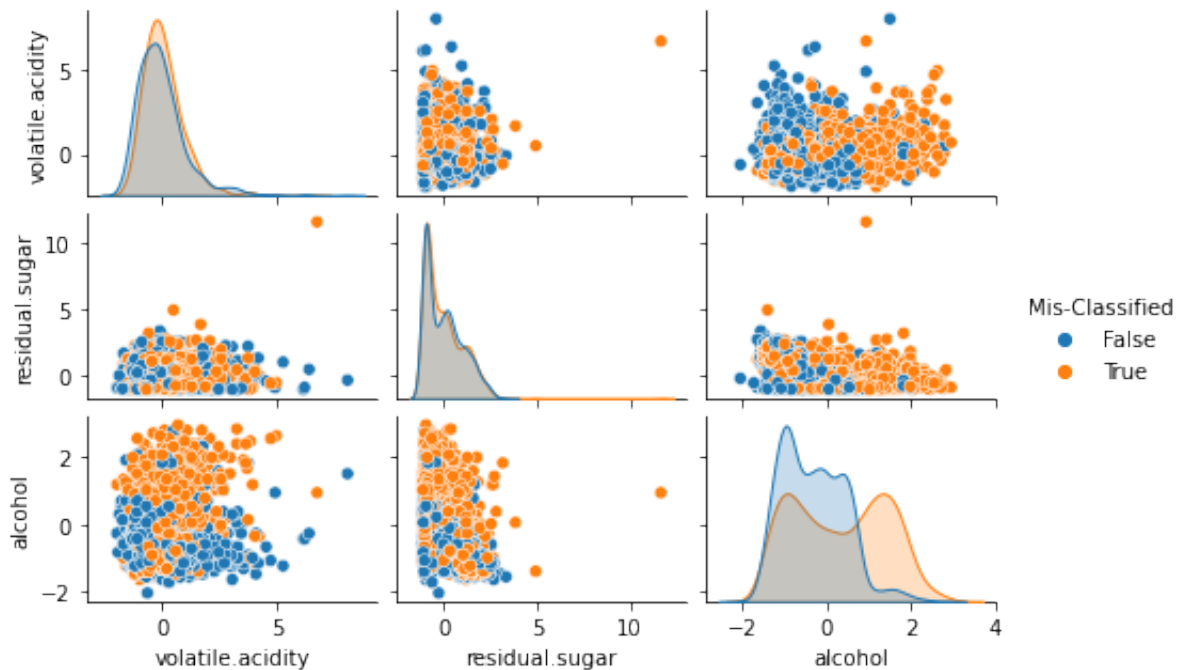 volatile.acidity
5
0
residual.sugar
10
5
0
alcohol
2
0
−2
0
5
volatile.acidity
0
5
10
residual.sugar
−2
0
2
4
alcohol
Mis-Classified
False
True